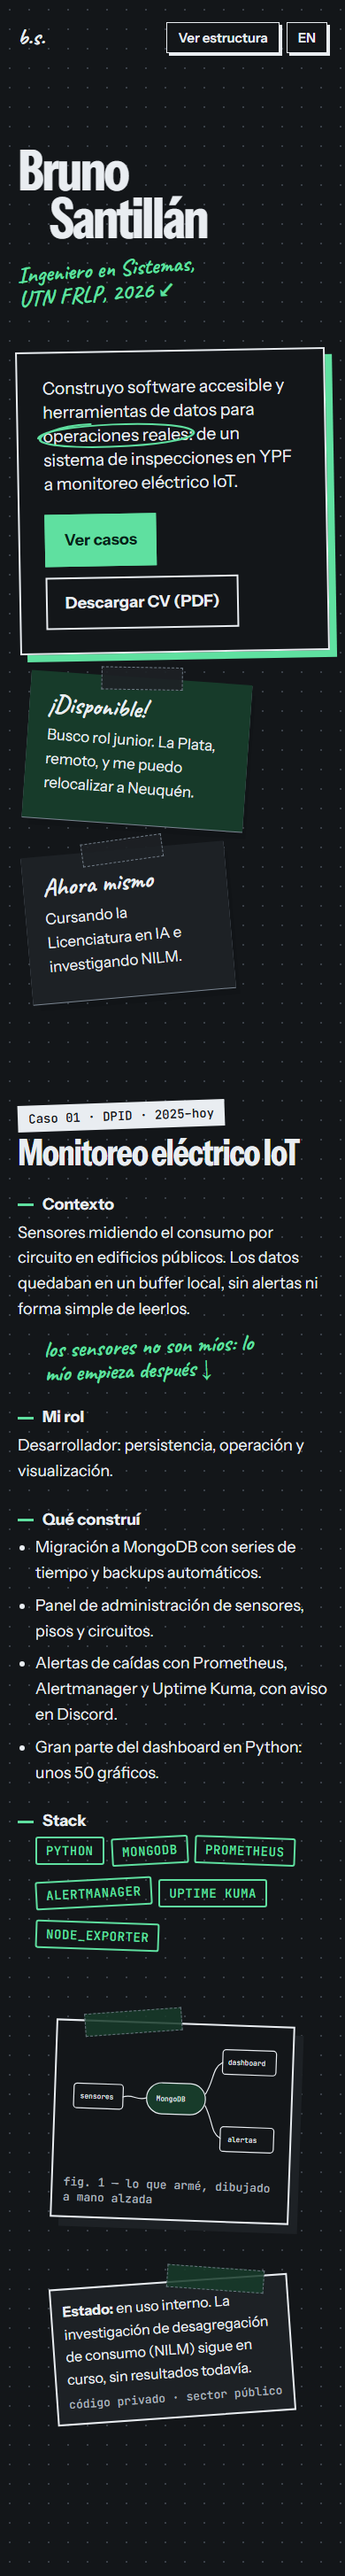 b.s.
Ver estructura
EN
Bruno
Santillán
Ingeniero en Sistemas,
UTN FRLP, 2026 ↙
Construyo software accesible y
herramientas de datos para
operaciones reales: de un
sistema de inspecciones en YPF
a monitoreo eléctrico IoT.
Ver casos
Descargar CV (PDF)
¡Disponible!
Busco rol junior. La Plata,
remoto, y me puedo
relocalizar a Neuquén.
Ahora mismo
Cursando la
Licenciatura en IA e
investigando NILM.
Caso 01 · DPID · 2025-hoy
Monitoreo eléctrico IoT
Contexto
Sensores midiendo el consumo por
circuito en edificios públicos. Los datos
quedaban en un buffer local, sin alertas ni
forma simple de leerlos.
los sensores no son míos: lo
mío empieza después ↓
Mi rol
Desarrollador: persistencia, operación y
visualización.
Qué construí
• Migración a MongoDB con series de
tiempo y backups automáticos.
• Panel de administración de sensores,
pisos y circuitos.
• Alertas de caídas con Prometheus,
Alertmanager y Uptime Kuma, con aviso
en Discord.
• Gran parte del dashboard en Python:
unos 50 gráficos.
Stack
PYTHON
MONGODB
PROMETHEUS
ALERTMANAGER
UPTIME KUMA
NODE_EXPORTER
dashboard
sensores
MongoDB
alertas
fig. 1 — lo que armé, dibujado
a mano alzada
Estado: en uso interno. La
investigación de desagregación
de consumo (NILM) sigue en
curso, sin resultados todavía.
código privado · sector público